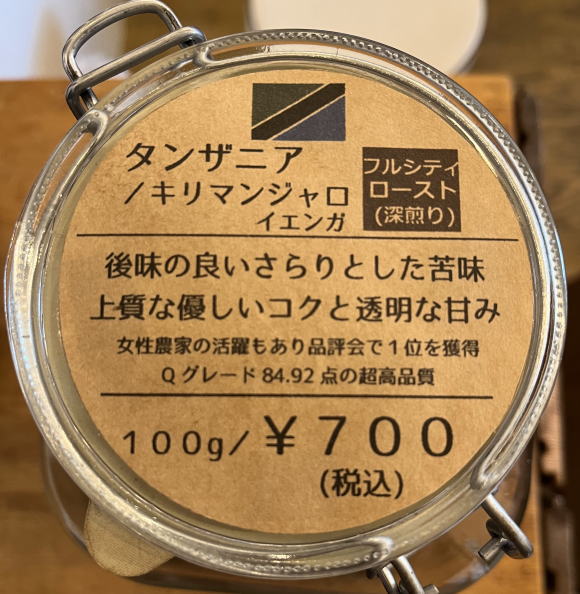 タンザニア
/キリマンジャロ
イエンガ
フルシティ
ロースト
(深煎り)
後味の良いさらりとした苦味
上質な優しいコクと透明な甘み
女性農家の活躍もあり品評会で1位を獲得
Qグレード84.92点の超高品質
100g/¥700
(税込)